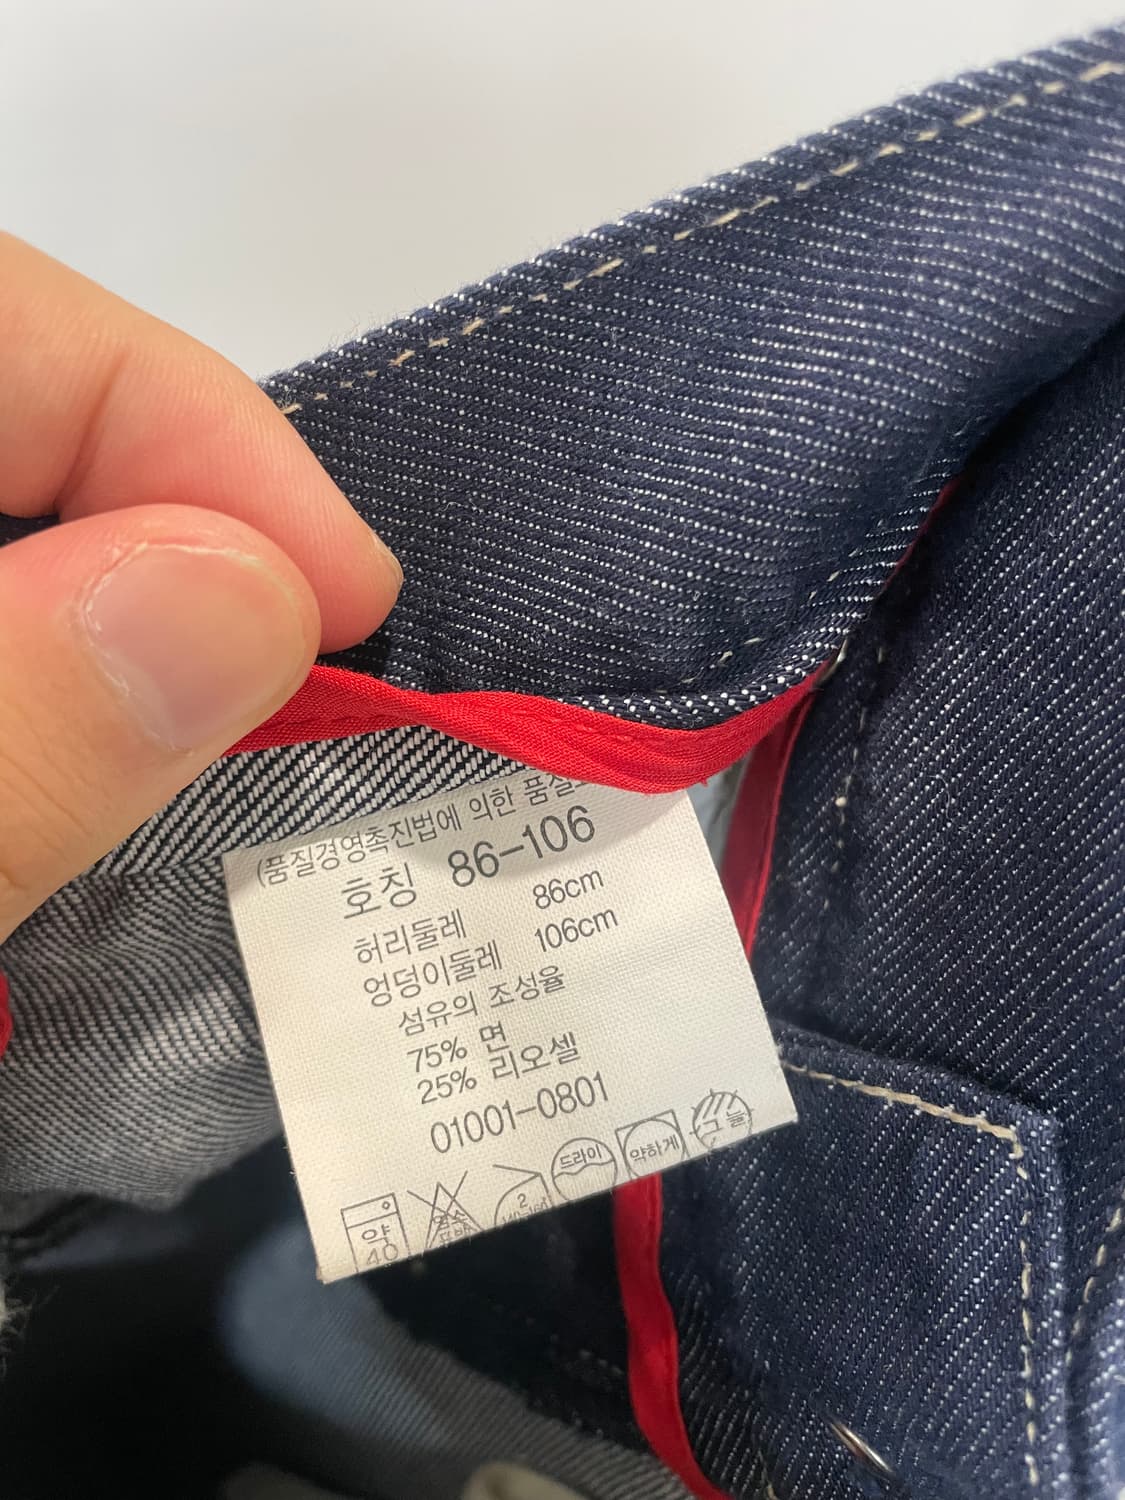 (품질경영촉진법에 의한 품질
호칭 86-106
허리둘레 86cm
엉덩이둘레 106cm
섬유의 조성율
75% 면
25% 리오셀
01001-0801
약 40
2
드라이
약하게
그늘